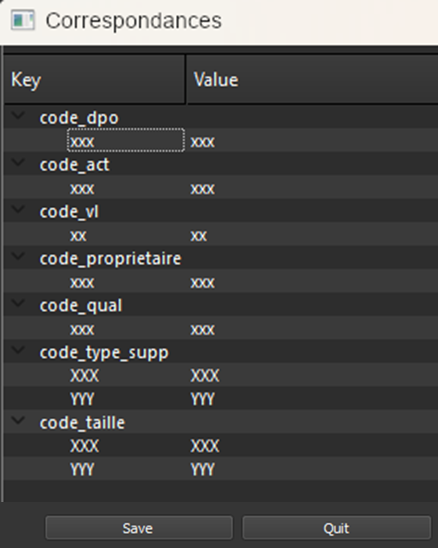 Correspondances
Key Value
code_dpo
xxx xxx
code_act
xxx xxx
code_vl
xx xx
code_proprietaire
xxx xxx
code_qual
xxx xxx
code_type_supp
XXX XXX
YYY YYY
code_taille
XXX XXX
YYY YYY
Save Quit